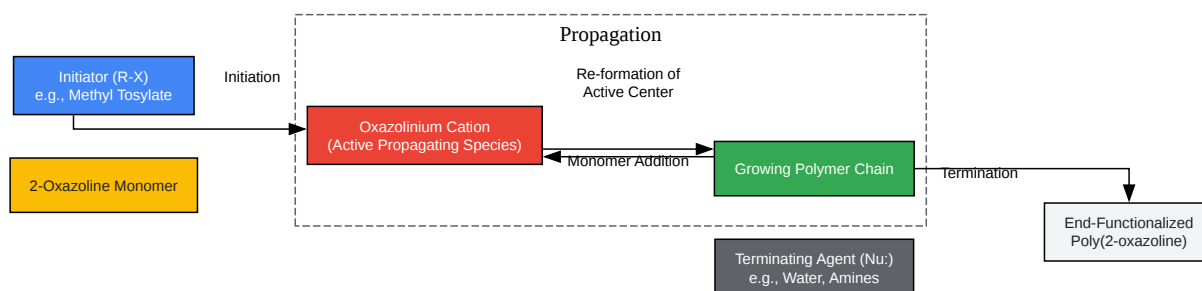 Propagation
Initiator (R-X)
e.g., Methyl Tosylate
Initiation
Re-formation of
Active Center
Oxazolinium Cation
(Active Propagating Species)
Monomer Addition
Growing Polymer Chain
Termination
2-Oxazoline Monomer
End-Functionalized
Poly(2-oxazoline)
Terminating Agent (Nu:)
e.g., Water, Amines